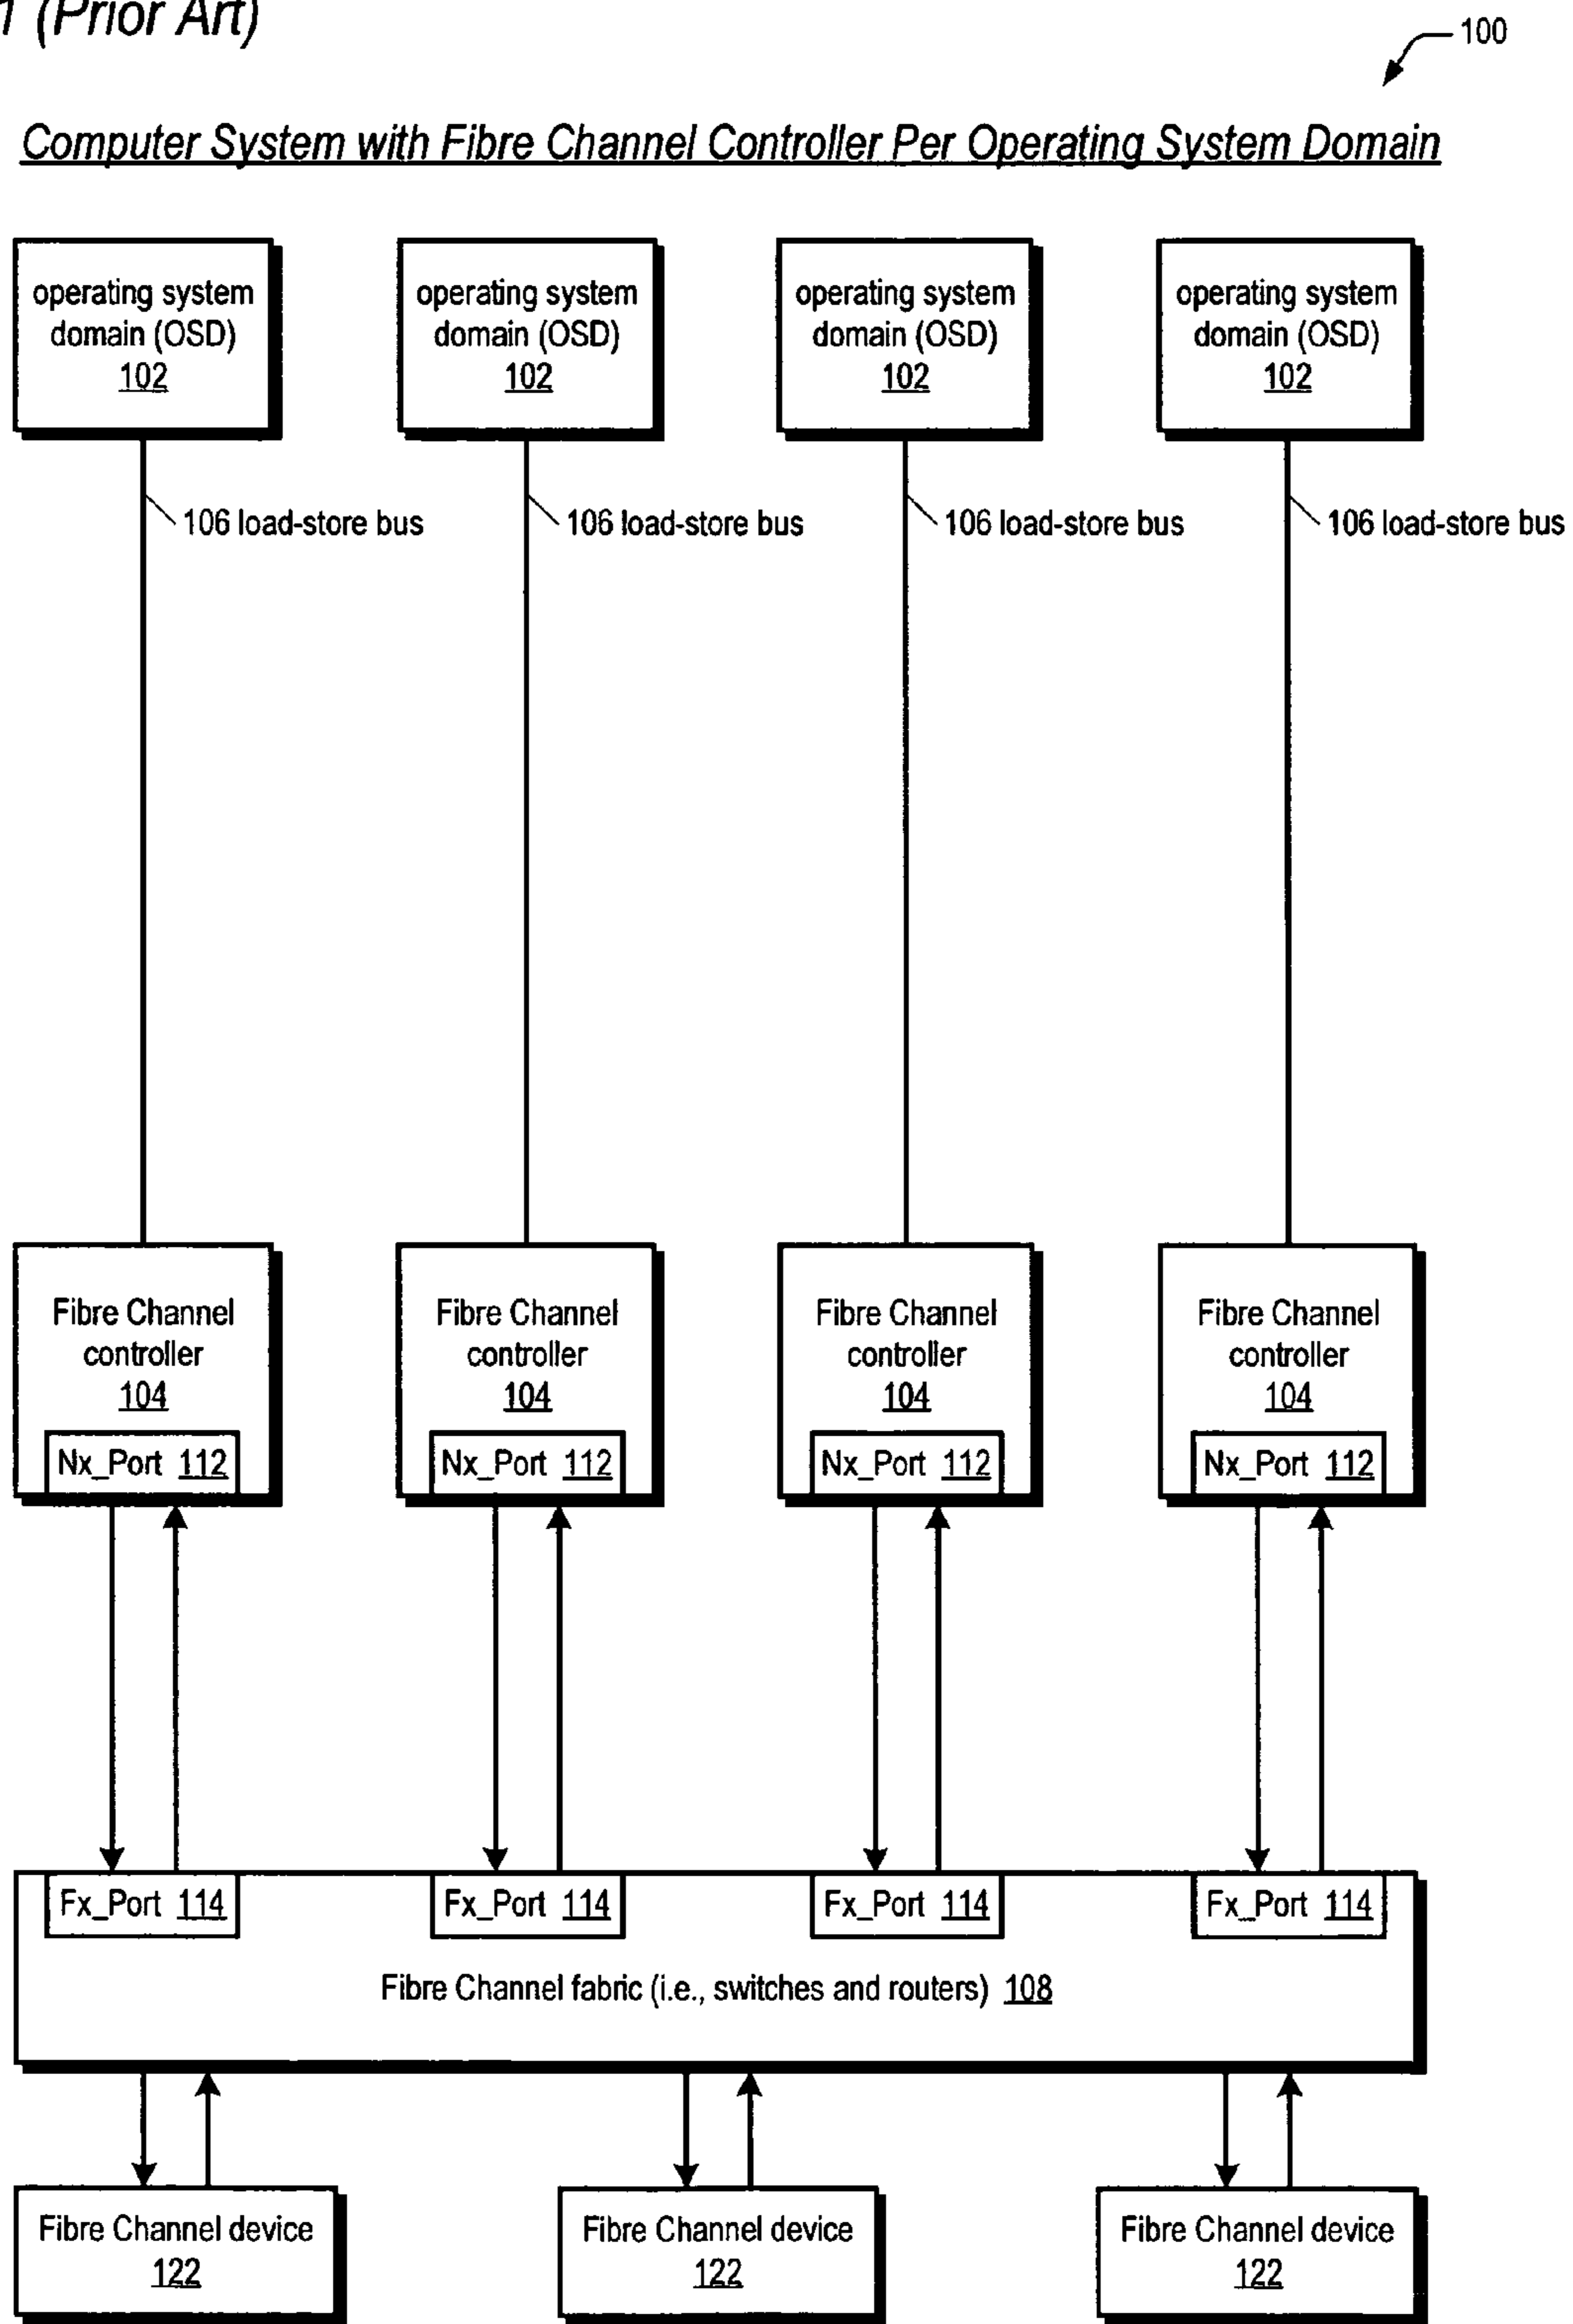 1 (Prior Art)
100
Computer System with Fibre Channel Controller Per Operating System Domain
operating system
domain (OSD)
102
operating system
domain (OSD)
102
operating system
domain (OSD)
102
operating system
domain (OSD)
102
106 load-store bus
106 load-store bus
106 load-store bus
106 load-store bus
Fibre Channel
controller
104
Nx_Port 112
Fibre Channel
controller
104
Nx_Port 112
Fibre Channel
controller
104
Nx_Port 112
Fibre Channel
controller
104
Nx_Port 112
Fx_Port 114
Fx_Port 114
Fx_Port 114
Fx_Port 114
Fibre Channel fabric (i.e., switches and routers) 108
Fibre Channel device
122
Fibre Channel device
122
Fibre Channel device
122